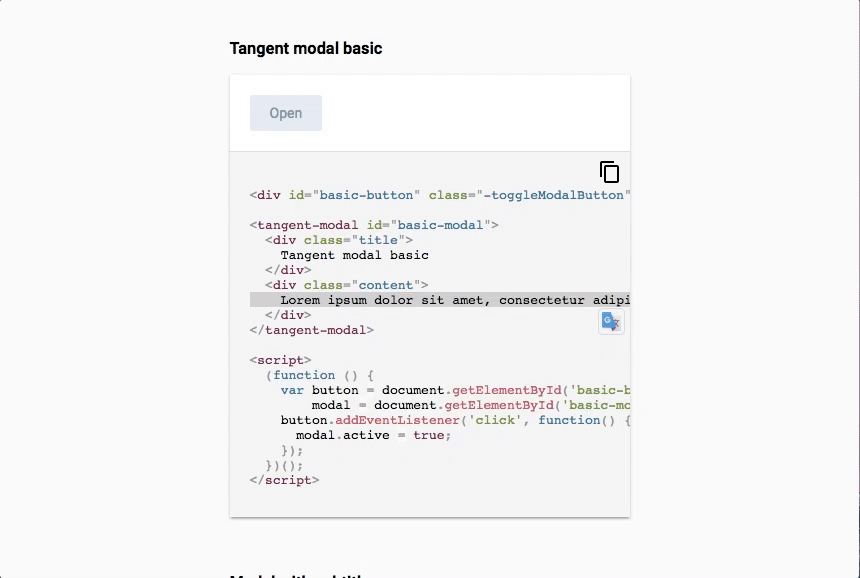 Tangent modal basic
Open
<div id="basic-button" class="-toggleModalButton"
<tangent-modal id="basic-modal">
<div class="title">
Tangent modal basic
</div>
<div class="content">
Lorem ipsum dolor sit amet, consectetur adipi
</div>
</tangent-modal>
<script>
(function () {
var button = document.getElementById('basic-b
modal = document.getElementById('basic-mo
button.addEventListener('click', function() {
modal.active = true;
});
})();
</script>